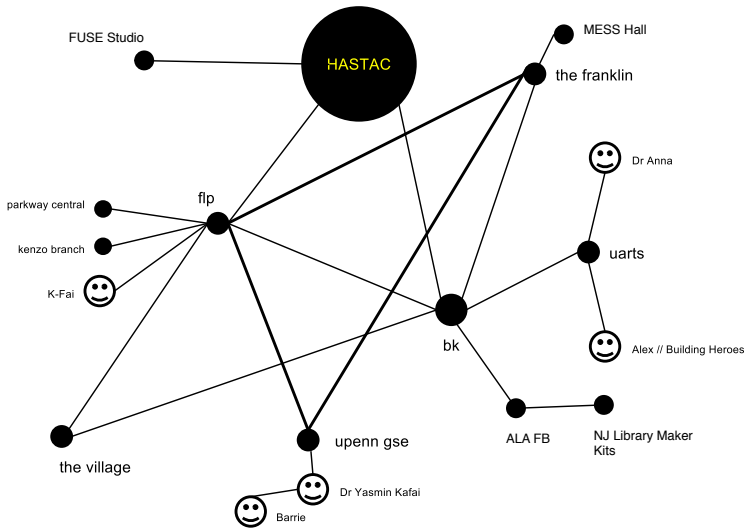 MESS Hall
FUSE Studio
HASTAC
the franklin
Dr Anna
flp
parkway central
kenzo branch
uarts
K-Fai
bk
Alex // Building Heroes
the village
upenn gse
ALA FB
NJ Library Maker
Kits
Dr Yasmin Kafai
Barrie